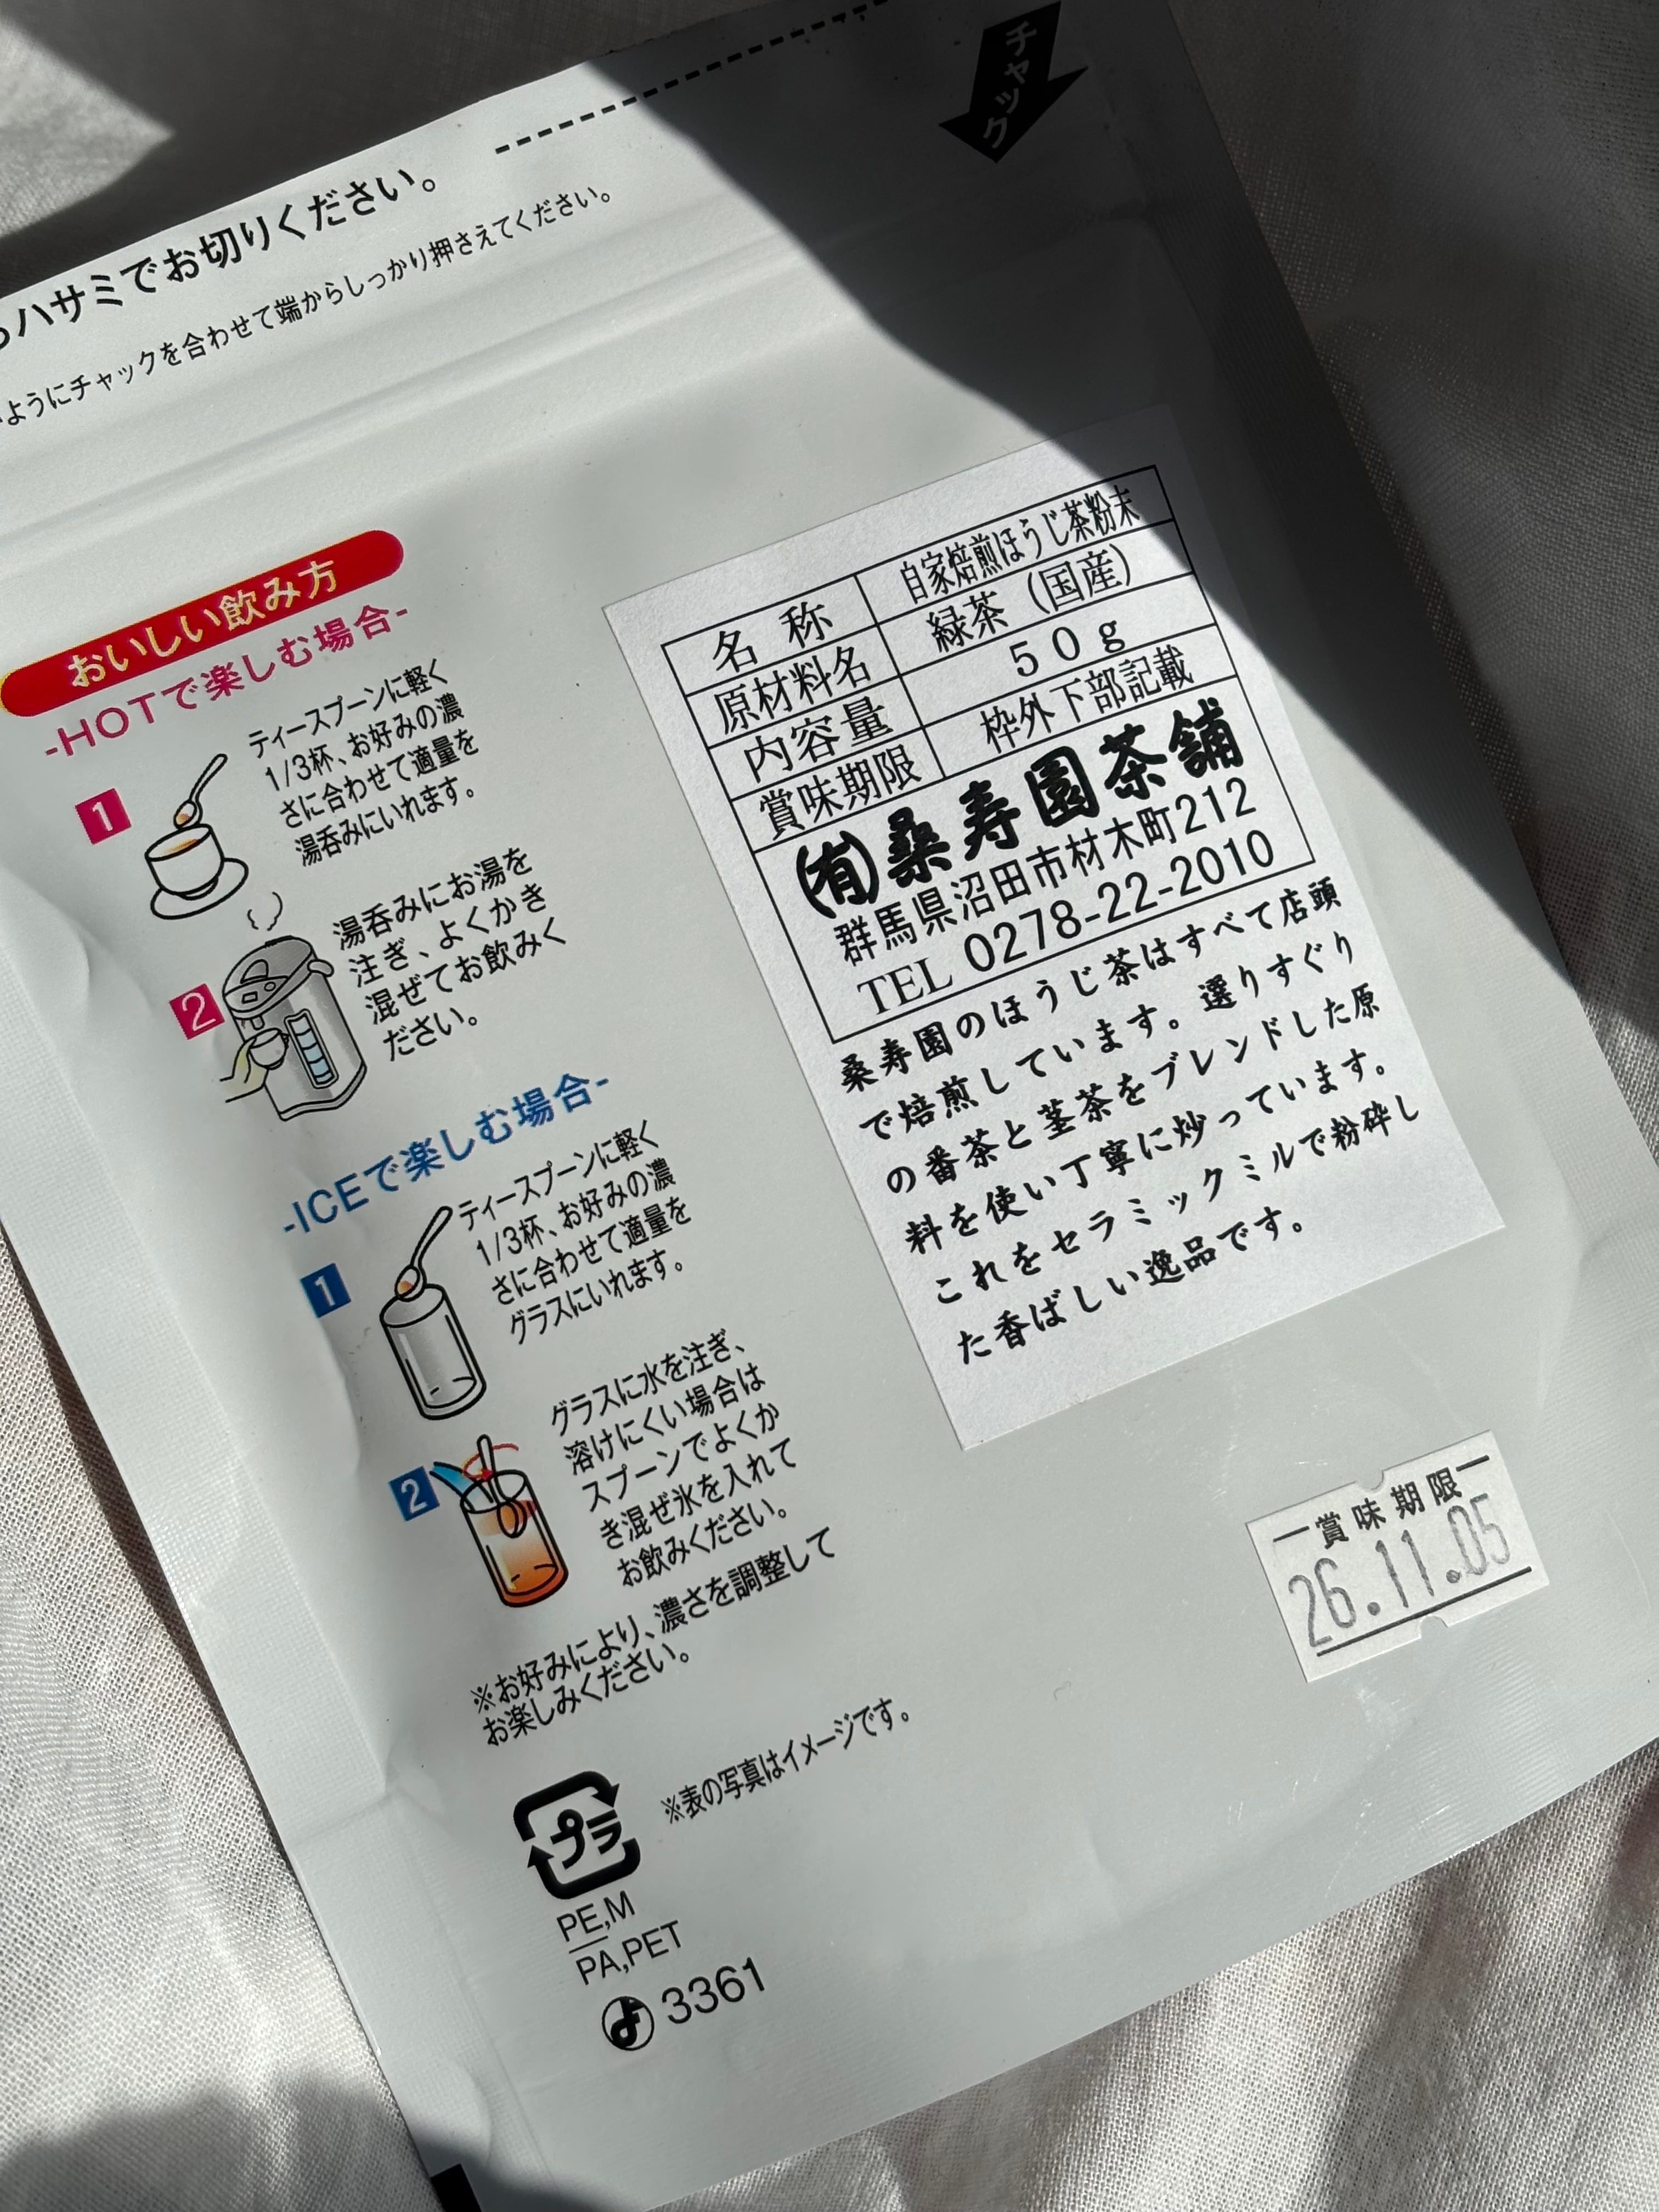 チャック
ハサミでお切りください。
ようにチャックを合わせて端からしっかり押さえてください。
おいしい飲み方
-HOTで楽しむ場合-
1
ティースプーンに軽く
1/3杯、お好みの濃
さに合わせて適量を
湯呑みにいれます。
2
湯呑みにお湯を
注ぎ、よくかき
混ぜてお飲みく
ださい。
-ICEで楽しむ場合-
1
ティースプーンに軽く
1/3杯、お好みの濃
さに合わせて適量を
グラスにいれます。
2
グラスに水を注ぎ、
溶けにくい場合は
スプーンでよくか
き混ぜ氷を入れて
お飲みください。
※お好みにより、濃さを調整して
お楽しみください。
※表の写真はイメージです。
プラ
PE,M
PA,PET
3361
名称 自家焙煎ほうじ茶粉末
原材料名 緑茶（国産）
内容量 50g
賞味期限 枠外下部記載
㈲桑寿園茶舗
群馬県沼田市材木町212
TEL 0278-22-2010
桑寿園のほうじ茶はすべて店頭
で焙煎しています。選りすぐり
の番茶と茎茶をブレンドした原
料を使い丁寧に炒っています。
これをセラミックミルで粉砕し
た香ばしい逸品です。
賞味期限
26.11.05